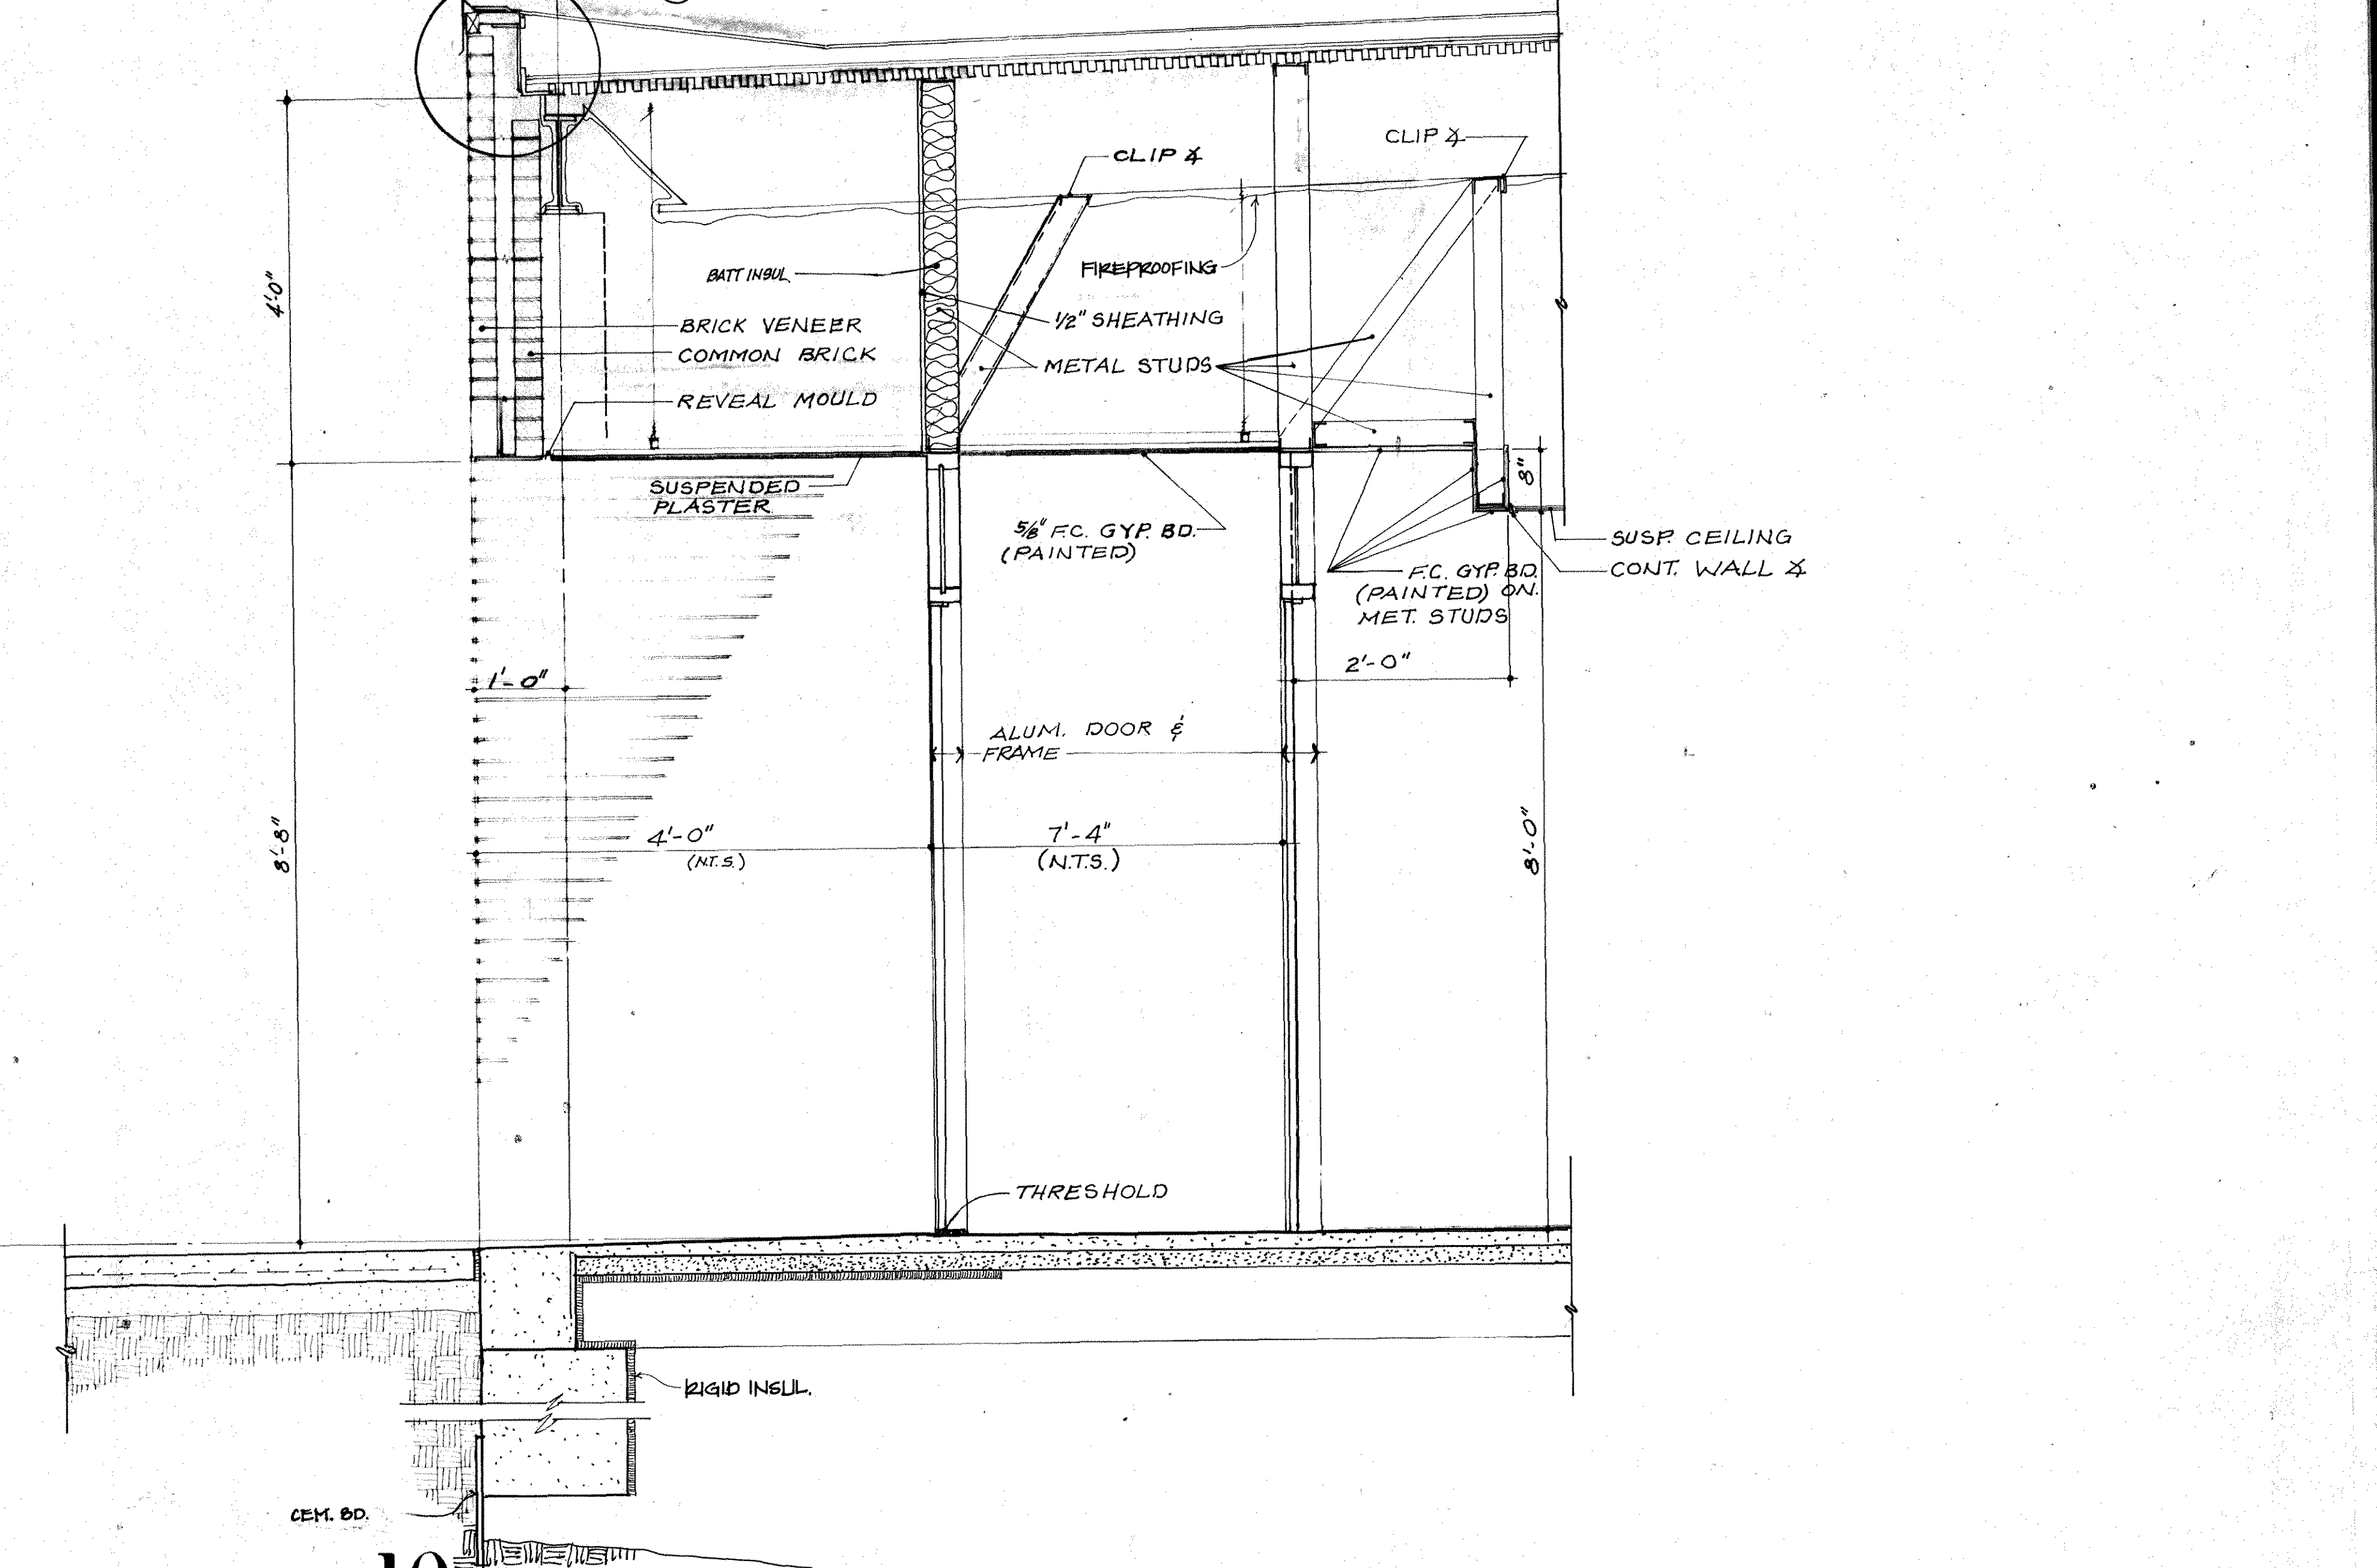 CLIP ∡
CLIP ∡
4'-0"
BATT INSUL.
FIREPROOFING
BRICK VENEER
1/2" SHEATHING
COMMON BRICK
METAL STUDS
REVEAL MOULD
8"
SUSPENDED
PLASTER
5/8" F.C. GYP. BD.
(PAINTED)
SUSP. CEILING
CONT. WALL ∡
F.C. GYP. BD.
(PAINTED) ON
MET. STUDS
2'-0"
1'-0"
ALUM. DOOR &
FRAME
8'-8"
4'-0"
(N.T.S.)
7'-4"
(N.T.S.)
8'-0"
THRESHOLD
RIGID INSUL.
CEM. BD.